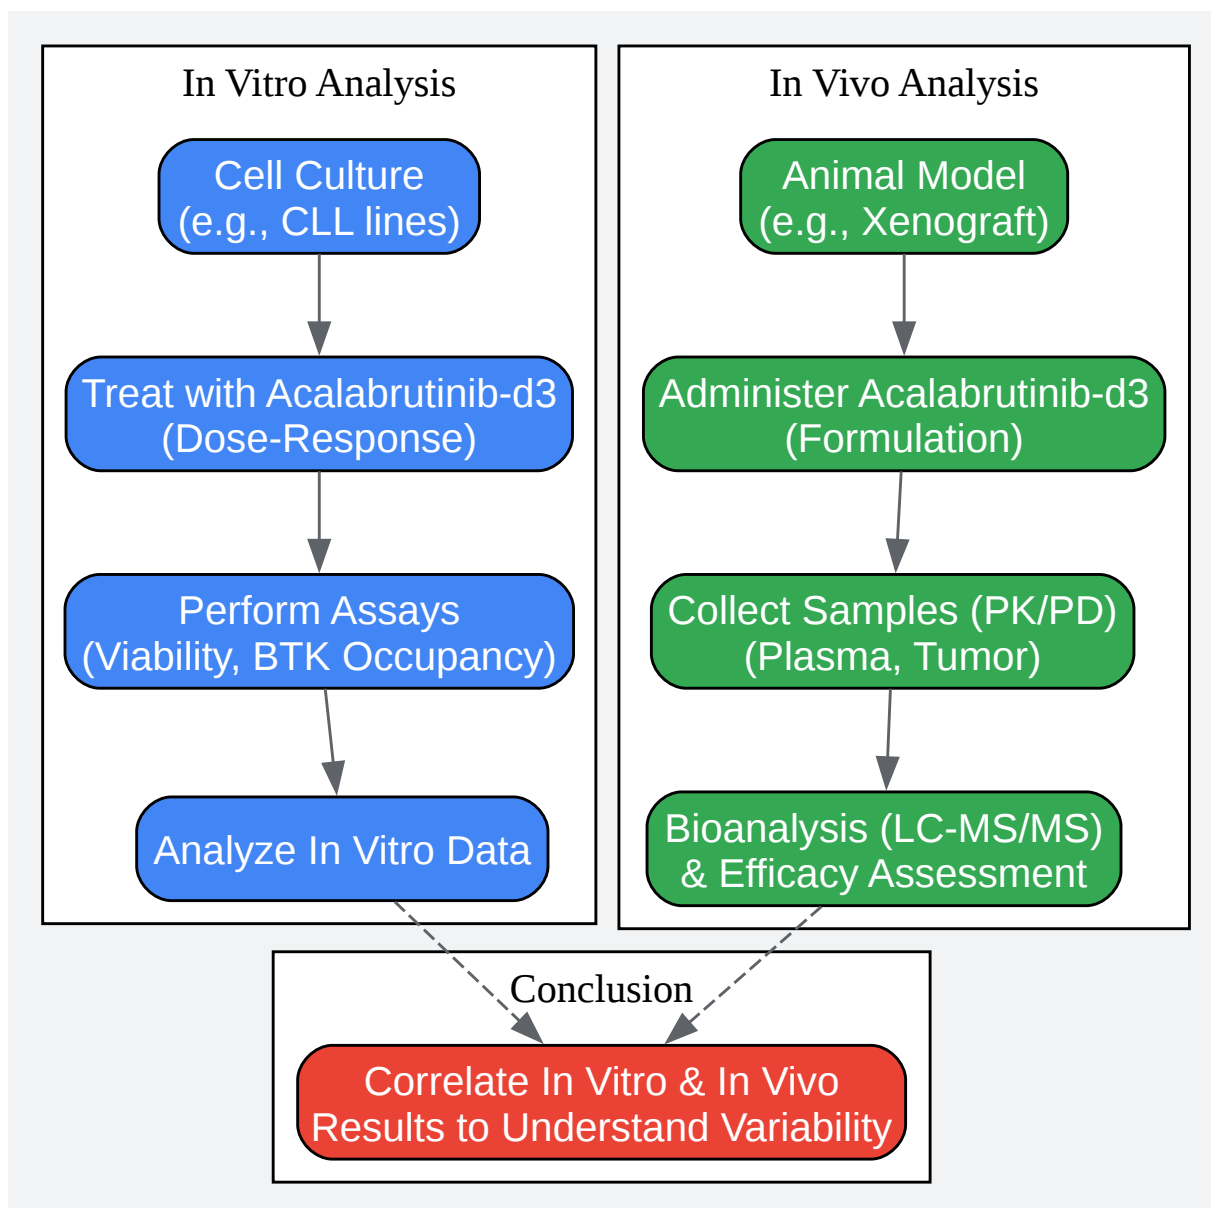 In Vitro Analysis
Cell Culture
(e.g., CLL lines)
Treat with Acalabrutinib-d3
(Dose-Response)
Perform Assays
(Viability, BTK Occupancy)
Analyze In Vitro Data
In Vivo Analysis
Animal Model
(e.g., Xenograft)
Administer Acalabrutinib-d3
(Formulation)
Collect Samples (PK/PD)
(Plasma, Tumor)
Bioanalysis (LC-MS/MS)
& Efficacy Assessment
Conclusion
Correlate In Vitro & In Vivo
Results to Understand Variability